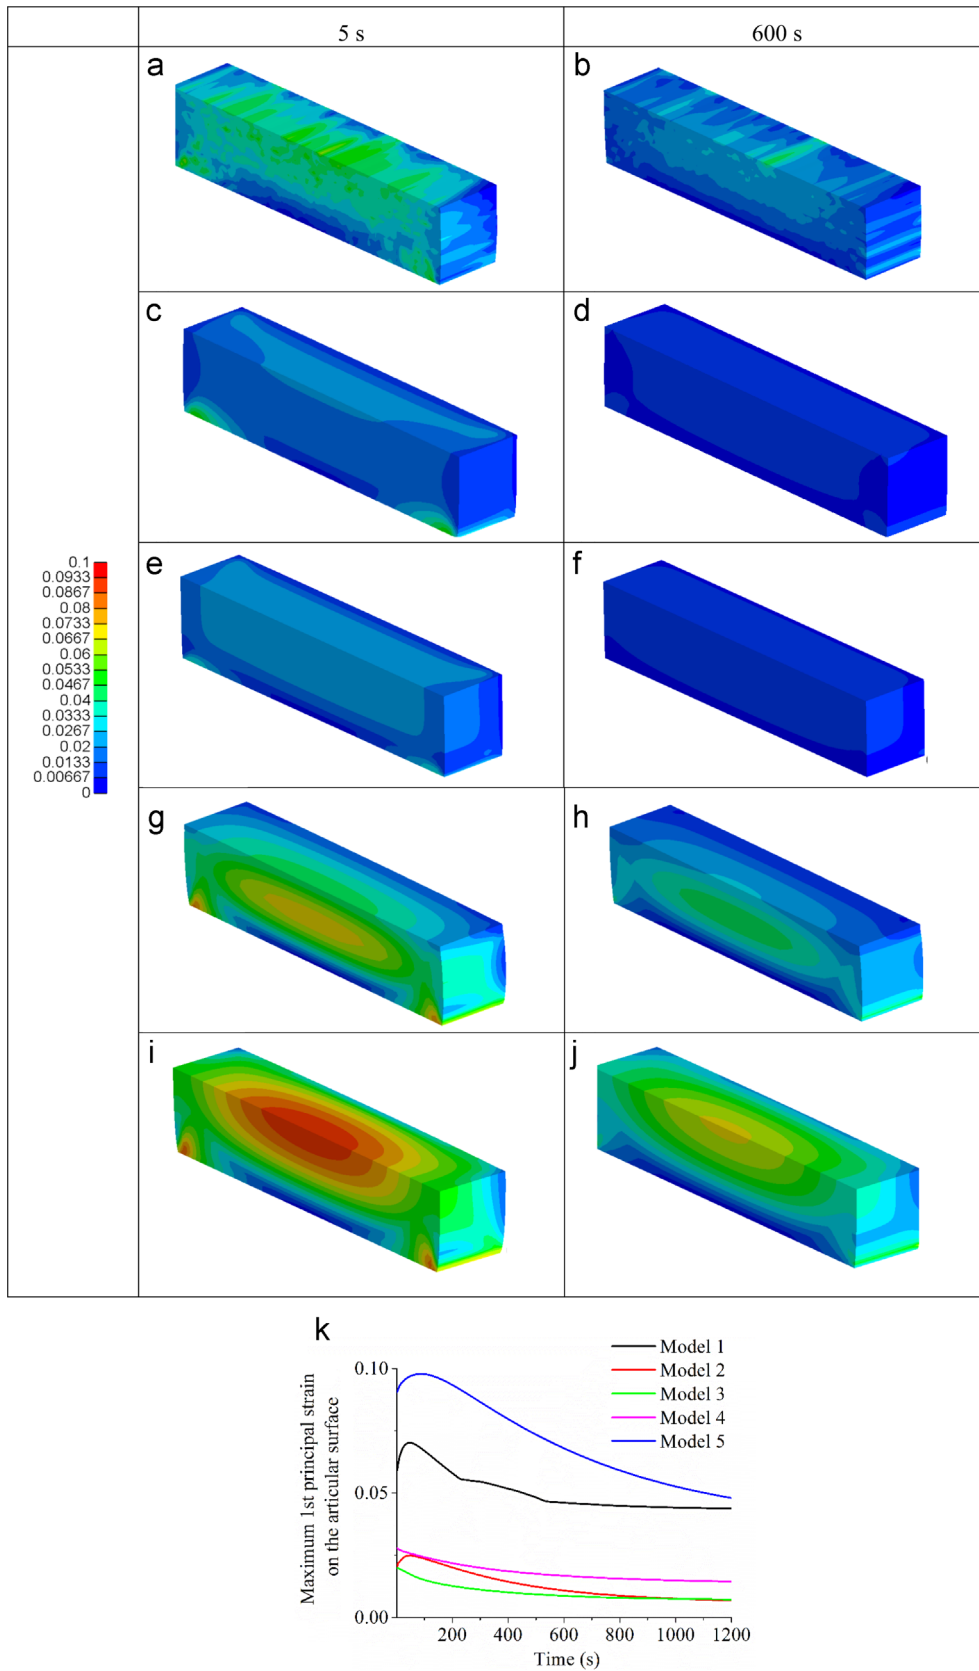 5 s
600 s
a
b
c
d
e
f
0.1
0.0933
0.0867
0.08
0.0733
0.0667
0.06
0.0533
0.0467
0.04
0.0333
0.0267
0.02
0.0133
0.00667
0
g
h
i
j
k
Model 1
Model 2
Model 3
Model 4
Model 5
Maximum 1st principal strain
on the articular surface
0.10
0.05
0.00
200
400
600
800
1000
1200
Time (s)